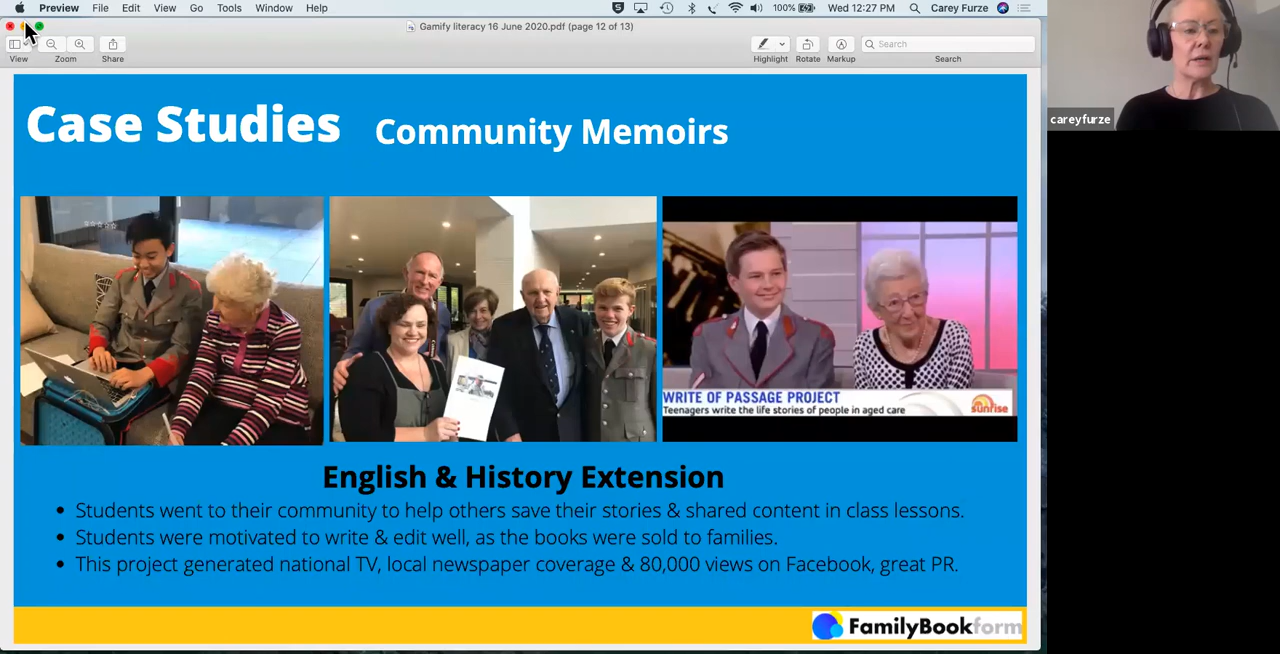 Preview File Edit View Go Tools Window Help
100% Wed 12:27 PM Carey Furze
Gamify literacy 16 June 2020.pdf (page 12 of 13)
Search
View Zoom Share Highlight Rotate Markup Search
careyfurze
Case Studies Community Memoirs
WRITE OF PASSAGE PROJECT
Teenagers write the life stories of people in aged care
sunrise
English & History Extension
• Students went to their community to help others save their stories & shared content in class lessons.
• Students were motivated to write & edit well, as the books were sold to families.
• This project generated national TV, local newspaper coverage & 80,000 views on Facebook, great PR.
FamilyBookform